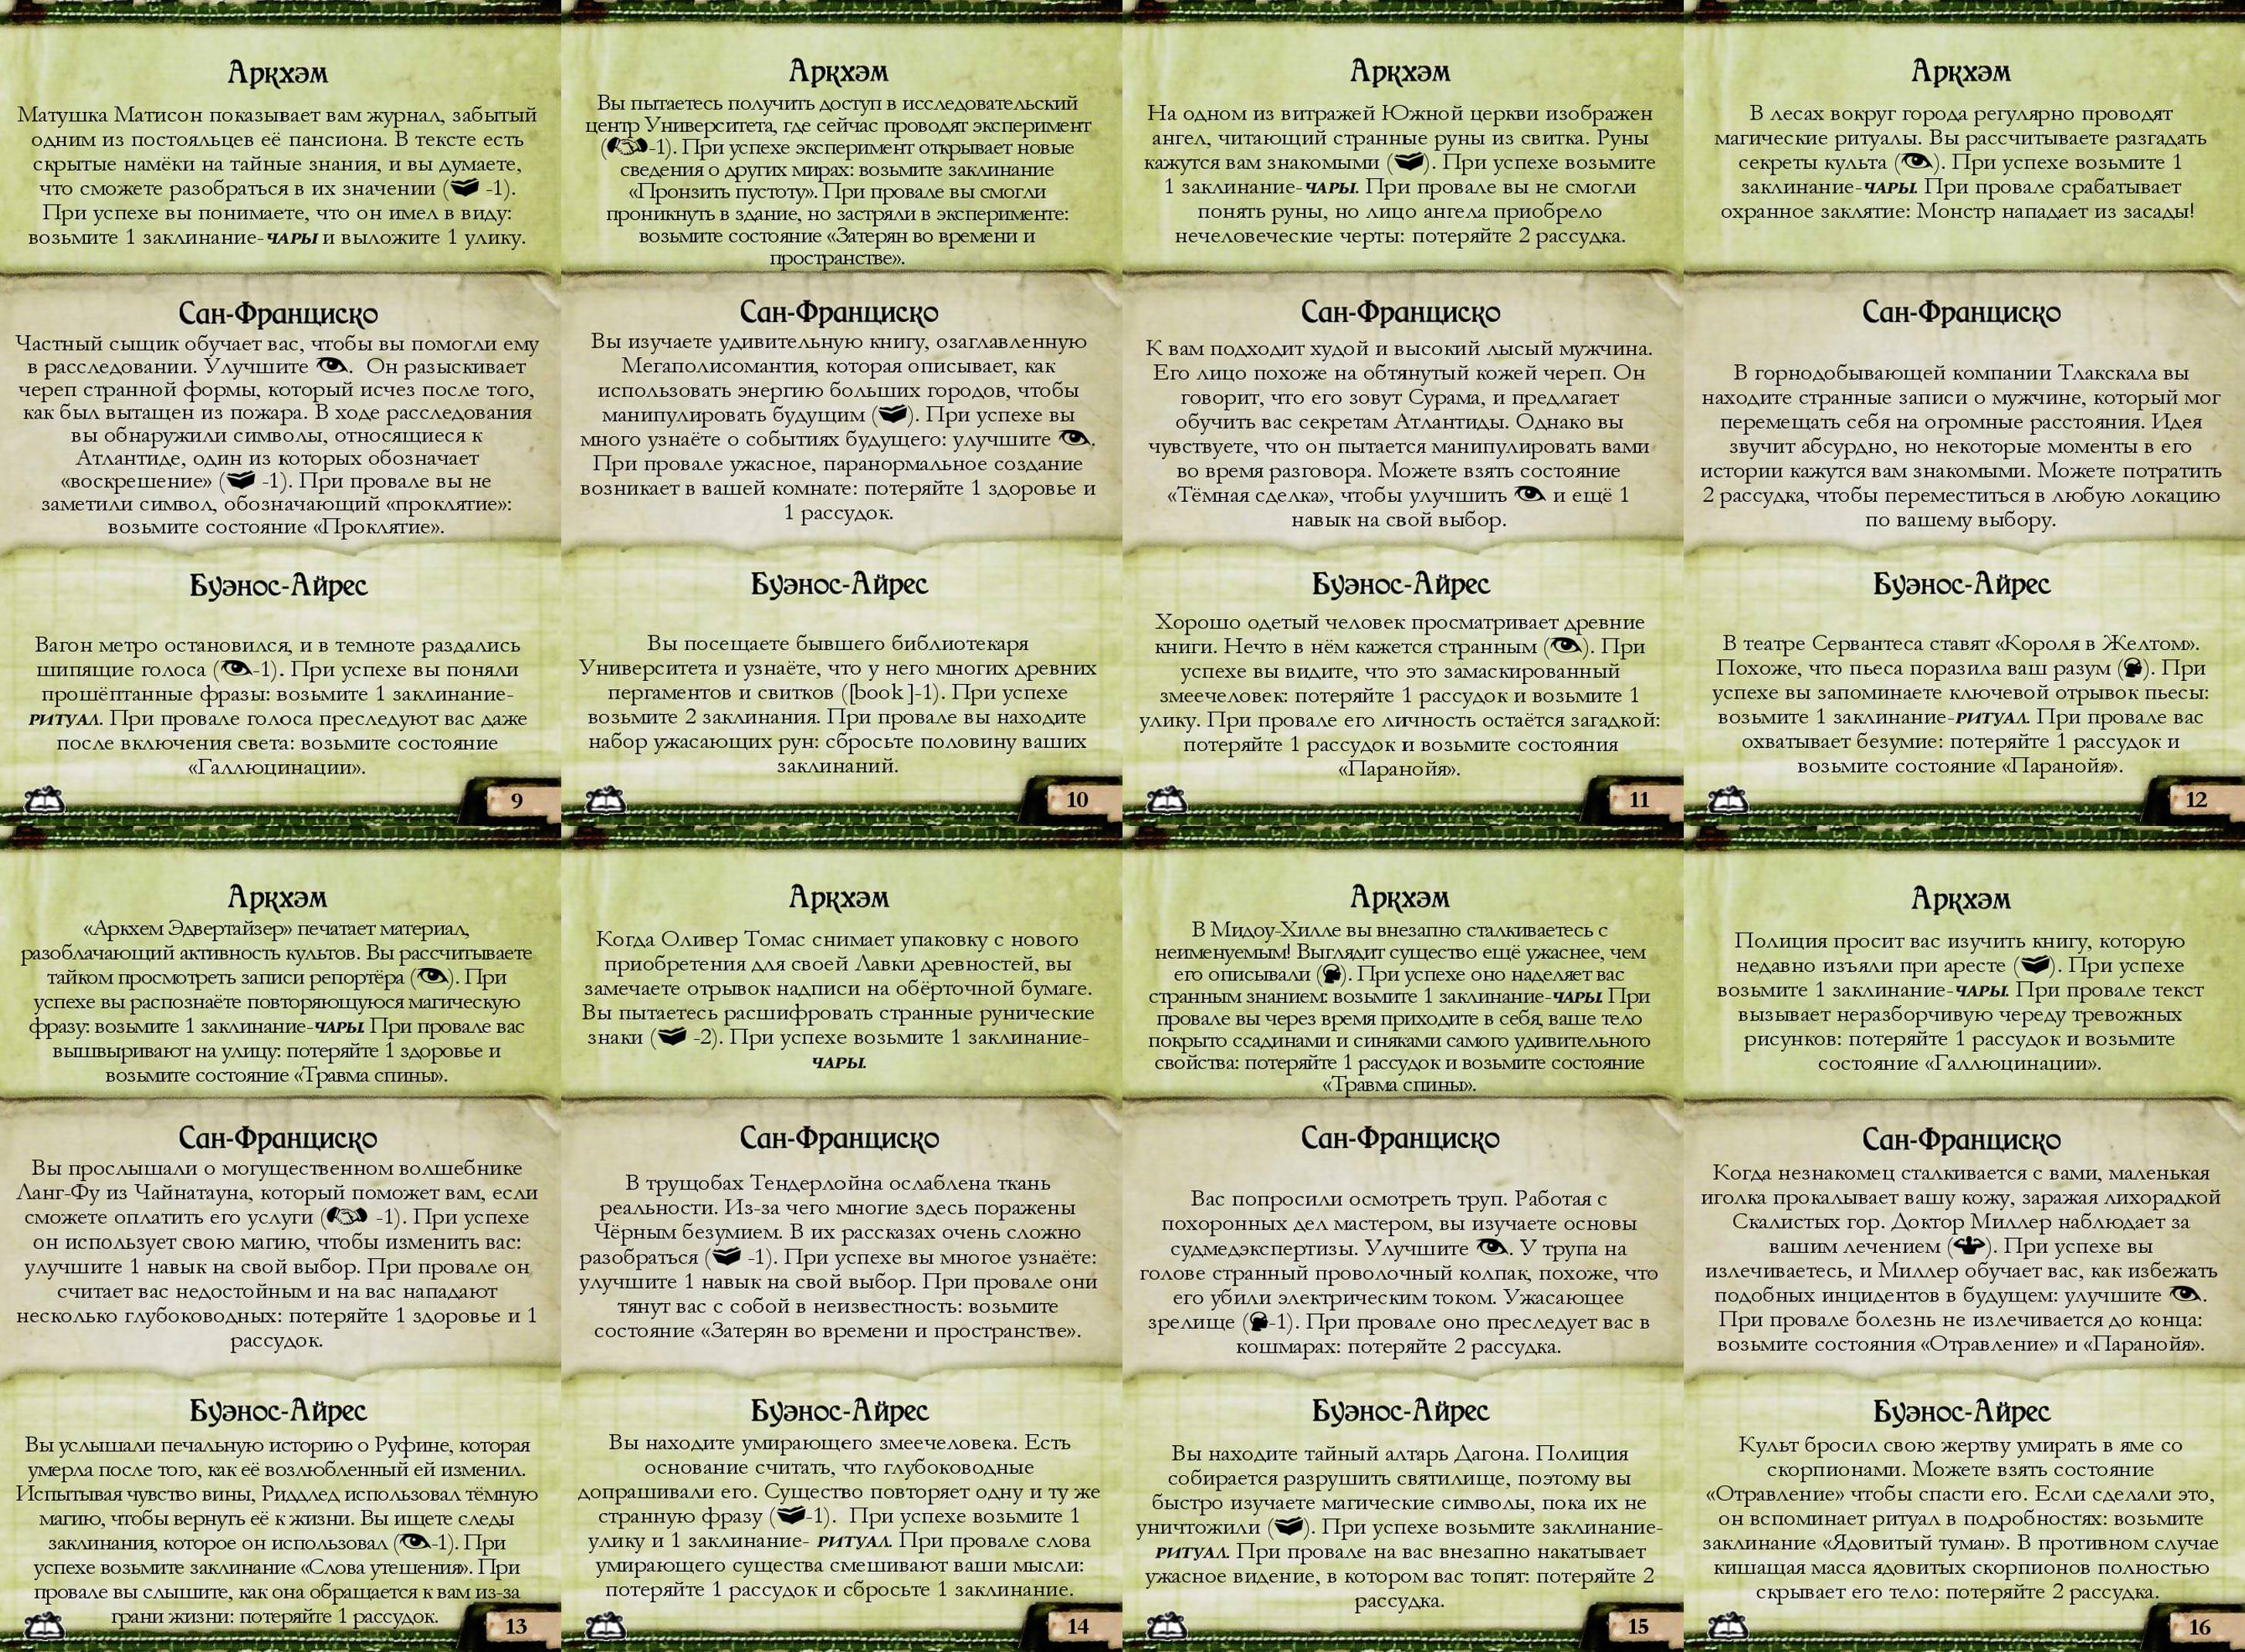 Аркхэм
Матушка Матисон показывает вам журнал, забытый
одним из постояльцев её пансиона. В тексте есть
скрытые намёки на тайные знания, и вы думаете,
что сможете разобраться в их значении ( -1).
При успехе вы понимаете, что он имел в виду:
возьмите 1 заклинание-ЧАРЫ и выложите 1 улику.
Сан-Франциско
Частный сыщик обучает вас, чтобы вы помогли ему
в расследовании. Улучшите . Он разыскивает
череп странной формы, который исчез после того,
как был вытащен из пожара. В ходе расследования
вы обнаружили символы, относящиеся к
Атлантиде, один из которых обозначает
«воскрешение» ( -1). При провале вы не
заметили символ, обозначающий «проклятие»:
возьмите состояние «Проклятие».
Буэнос-Айрес
Вагон метро остановился, и в темноте раздались
шипящие голоса ( -1). При успехе вы поняли
прошёптанные фразы: возьмите 1 заклинание-
РИТУАЛ. При провале голоса преследуют вас даже
после включения света: возьмите состояние
«Галлюцинации».
9
Аркхэм
Вы пытаетесь получить доступ в исследовательский
центр Университета, где сейчас проводят эксперимент
( -1). При успехе эксперимент открывает новые
сведения о других мирах: возьмите заклинание
«Пронзить пустоту». При провале вы смогли
проникнуть в здание, но застряли в эксперименте:
возьмите состояние «Затерян во времени и
пространстве».
Сан-Франциско
Вы изучаете удивительную книгу, озаглавленную
Мегаполисомантия, которая описывает, как
использовать энергию больших городов, чтобы
манипулировать будущим ( ). При успехе вы
много узнаёте о событиях будущего: улучшите .
При провале ужасное, паранормальное создание
возникает в вашей комнате: потеряйте 1 здоровье и
1 рассудок.
Буэнос-Айрес
Вы посещаете бывшего библиотекаря
Университета и узнаёте, что у него многих древних
пергаментов и свитков ([book ]-1). При успехе
возьмите 2 заклинания. При провале вы находите
набор ужасающих рун: сбросьте половину ваших
заклинаний.
10
Аркхэм
На одном из витражей Южной церкви изображен
ангел, читающий странные руны из свитка. Руны
кажутся вам знакомыми ( ). При успехе возьмите
1 заклинание-ЧАРЫ. При провале вы не смогли
понять руны, но лицо ангела приобрело
нечеловеческие черты: потеряйте 2 рассудка.
Сан-Франциско
К вам подходит худой и высокий лысый мужчина.
Его лицо похоже на обтянутый кожей череп. Он
говорит, что его зовут Сурама, и предлагает
обучить вас секретам Атлантиды. Однако вы
чувствуете, что он пытается манипулировать вами
во время разговора. Можете взять состояние
«Тёмная сделка», чтобы улучшить и ещё 1
навык на свой выбор.
Буэнос-Айрес
Хорошо одетый человек просматривает древние
книги. Нечто в нём кажется странным ( ). При
успехе вы видите, что это замаскированный
змеечеловек: потеряйте 1 рассудок и возьмите 1
улику. При провале его личность остаётся загадкой:
потеряйте 1 рассудок и возьмите состояния
«Паранойя».
11
Аркхэм
В лесах вокруг города регулярно проводят
магические ритуалы. Вы рассчитываете разгадать
секреты культа ( ). При успехе возьмите 1
заклинание-ЧАРЫ. При провале срабатывает
охранное заклятие: Монстр нападает из засады!
Сан-Франциско
В горнодобывающей компании Тлакскала вы
находите странные записи о мужчине, который мог
перемещать себя на огромные расстояния. Идея
звучит абсурдно, но некоторые моменты в его
истории кажутся вам знакомыми. Можете потратить
2 рассудка, чтобы переместиться в любую локацию
по вашему выбору.
Буэнос-Айрес
В театре Сервантеса ставят «Короля в Желтом».
Похоже, что пьеса поразила ваш разум ( ). При
успехе вы запоминаете ключевой отрывок пьесы:
возьмите 1 заклинание-РИТУАЛ. При провале вас
охватывает безумие: потеряйте 1 рассудок и
возьмите состояние «Паранойя».
12
Аркхэм
«Аркхем Эдвертайзер» печатает материал,
разоблачающий активность культов. Вы рассчитываете
тайком просмотреть записи репортёра ( ). При
успехе вы распознаёте повторяющуюся магическую
фразу: возьмите 1 заклинание-ЧАРЫ. При провале вас
вышвыривают на улицу: потеряйте 1 здоровье и
возьмите состояние «Травма спины».
Сан-Франциско
Вы прослышали о могущественном волшебнике
Ланг-Фу из Чайнатауна, который поможет вам, если
сможете оплатить его услуги ( -1). При успехе
он использует свою магию, чтобы изменить вас:
улучшите 1 навык на свой выбор. При провале он
считает вас недостойным и на вас нападают
несколько глубоководных: потеряйте 1 здоровье и 1
рассудок.
Буэнос-Айрес
Вы услышали печальную историю о Руфине, которая
умерла после того, как её возлюбленный ей изменил.
Испытывая чувство вины, Риддлед использовал тёмную
магию, чтобы вернуть её к жизни. Вы ищете следы
заклинания, которое он использовал ( -1). При
успехе возьмите заклинание «Слова утешения». При
провале вы слышите, как она обращается к вам из-за
грани жизни: потеряйте 1 рассудок.
13
Аркхэм
Когда Оливер Томас снимает упаковку с нового
приобретения для своей Лавки древностей, вы
замечаете отрывок надписи на обёрточной бумаге.
Вы пытаетесь расшифровать странные рунические
знаки ( -2). При успехе возьмите 1 заклинание-
ЧАРЫ.
Сан-Франциско
В трущобах Тендерлойна ослаблена ткань
реальности. Из-за чего многие здесь поражены
Чёрным безумием. В их рассказах очень сложно
разобраться ( -1). При успехе вы многое узнаёте:
улучшите 1 навык на свой выбор. При провале они
тянут вас с собой в неизвестность: возьмите
состояние «Затерян во времени и пространстве».
Буэнос-Айрес
Вы находите умирающего змеечеловека. Есть
основание считать, что глубоководные
допрашивали его. Существо повторяет одну и ту же
странную фразу ( -1). При успехе возьмите 1
улику и 1 заклинание- РИТУАЛ. При провале слова
умирающего существа смешивают ваши мысли:
потеряйте 1 рассудок и сбросьте 1 заклинание.
14
Аркхэм
В Мидоу-Хилле вы внезапно сталкиваетесь с
неименуемым! Выглядит существо ещё ужаснее, чем
его описывали ( ). При успехе оно наделяет вас
странным знанием: возьмите 1 заклинание-ЧАРЫ. При
провале вы через время приходите в себя, ваше тело
покрыто ссадинами и синяками самого удивительного
свойства: потеряйте 1 рассудок и возьмите состояние
«Травма спины».
Сан-Франциско
Вас попросили осмотреть труп. Работая с
похоронных дел мастером, вы изучаете основы
судмедэкспертизы. Улучшите . У трупа на
голове странный проволочный колпак, похоже, что
его убили электрическим током. Ужасающее
зрелище ( -1). При провале оно преследует вас в
кошмарах: потеряйте 2 рассудка.
Буэнос-Айрес
Вы находите тайный алтарь Дагона. Полиция
собирается разрушить святилище, поэтому вы
быстро изучаете магические символы, пока их не
уничтожили ( ). При успехе возьмите заклинание-
РИТУАЛ. При провале на вас внезапно накатывает
ужасное видение, в котором вас топят: потеряйте 2
рассудка.
15
Аркхэм
Полиция просит вас изучить книгу, которую
недавно изъяли при аресте ( ). При успехе
возьмите 1 заклинание-ЧАРЫ. При провале текст
вызывает неразборчивую череду тревожных
рисунков: потеряйте 1 рассудок и возьмите
состояние «Галлюцинации».
Сан-Франциско
Когда незнакомец сталкивается с вами, маленькая
иголка прокалывает вашу кожу, заражая лихорадкой
Скалистых гор. Доктор Миллер наблюдает за
вашим лечением ( ). При успехе вы
излечиваетесь, и Миллер обучает вас, как избежать
подобных инцидентов в будущем: улучшите .
При провале болезнь не излечивается до конца:
возьмите состояния «Отравление» и «Паранойя».
Буэнос-Айрес
Культ бросил свою жертву умирать в яме со
скорпионами. Можете взять состояние
«Отравление» чтобы спасти его. Если сделали это,
он вспоминает ритуал в подробностях: возьмите
заклинание «Ядовитый туман». В противном случае
кишащая масса ядовитых скорпионов полностью
скрывает его тело: потеряйте 2 рассудка.
16